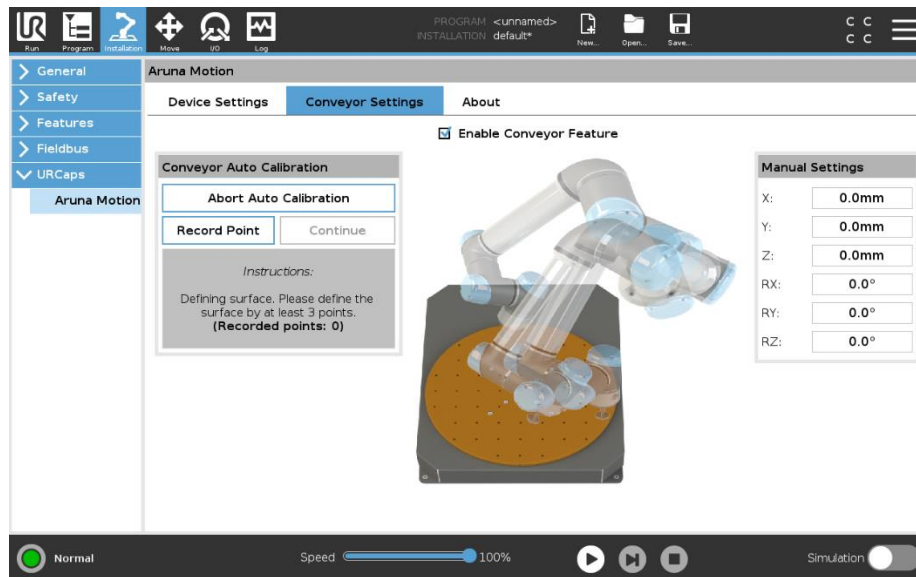 PROGRAM <unnamed>
INSTALLATION default*
Run Program Installation Move I/O Log
New... Open... Save...
C C
C C
General
Safety
Features
Fieldbus
URCaps
Aruna Motion
Aruna Motion
Device Settings Conveyor Settings About
Enable Conveyor Feature
Conveyor Auto Calibration
Abort Auto Calibration
Record Point Continue
Instructions:
Defining surface. Please define the
surface by at least 3 points.
(Recorded points: 0)
Manual Settings
X: 0.0mm
Y: 0.0mm
Z: 0.0mm
RX: 0.0°
RY: 0.0°
RZ: 0.0°
Normal Speed 100% Simulation